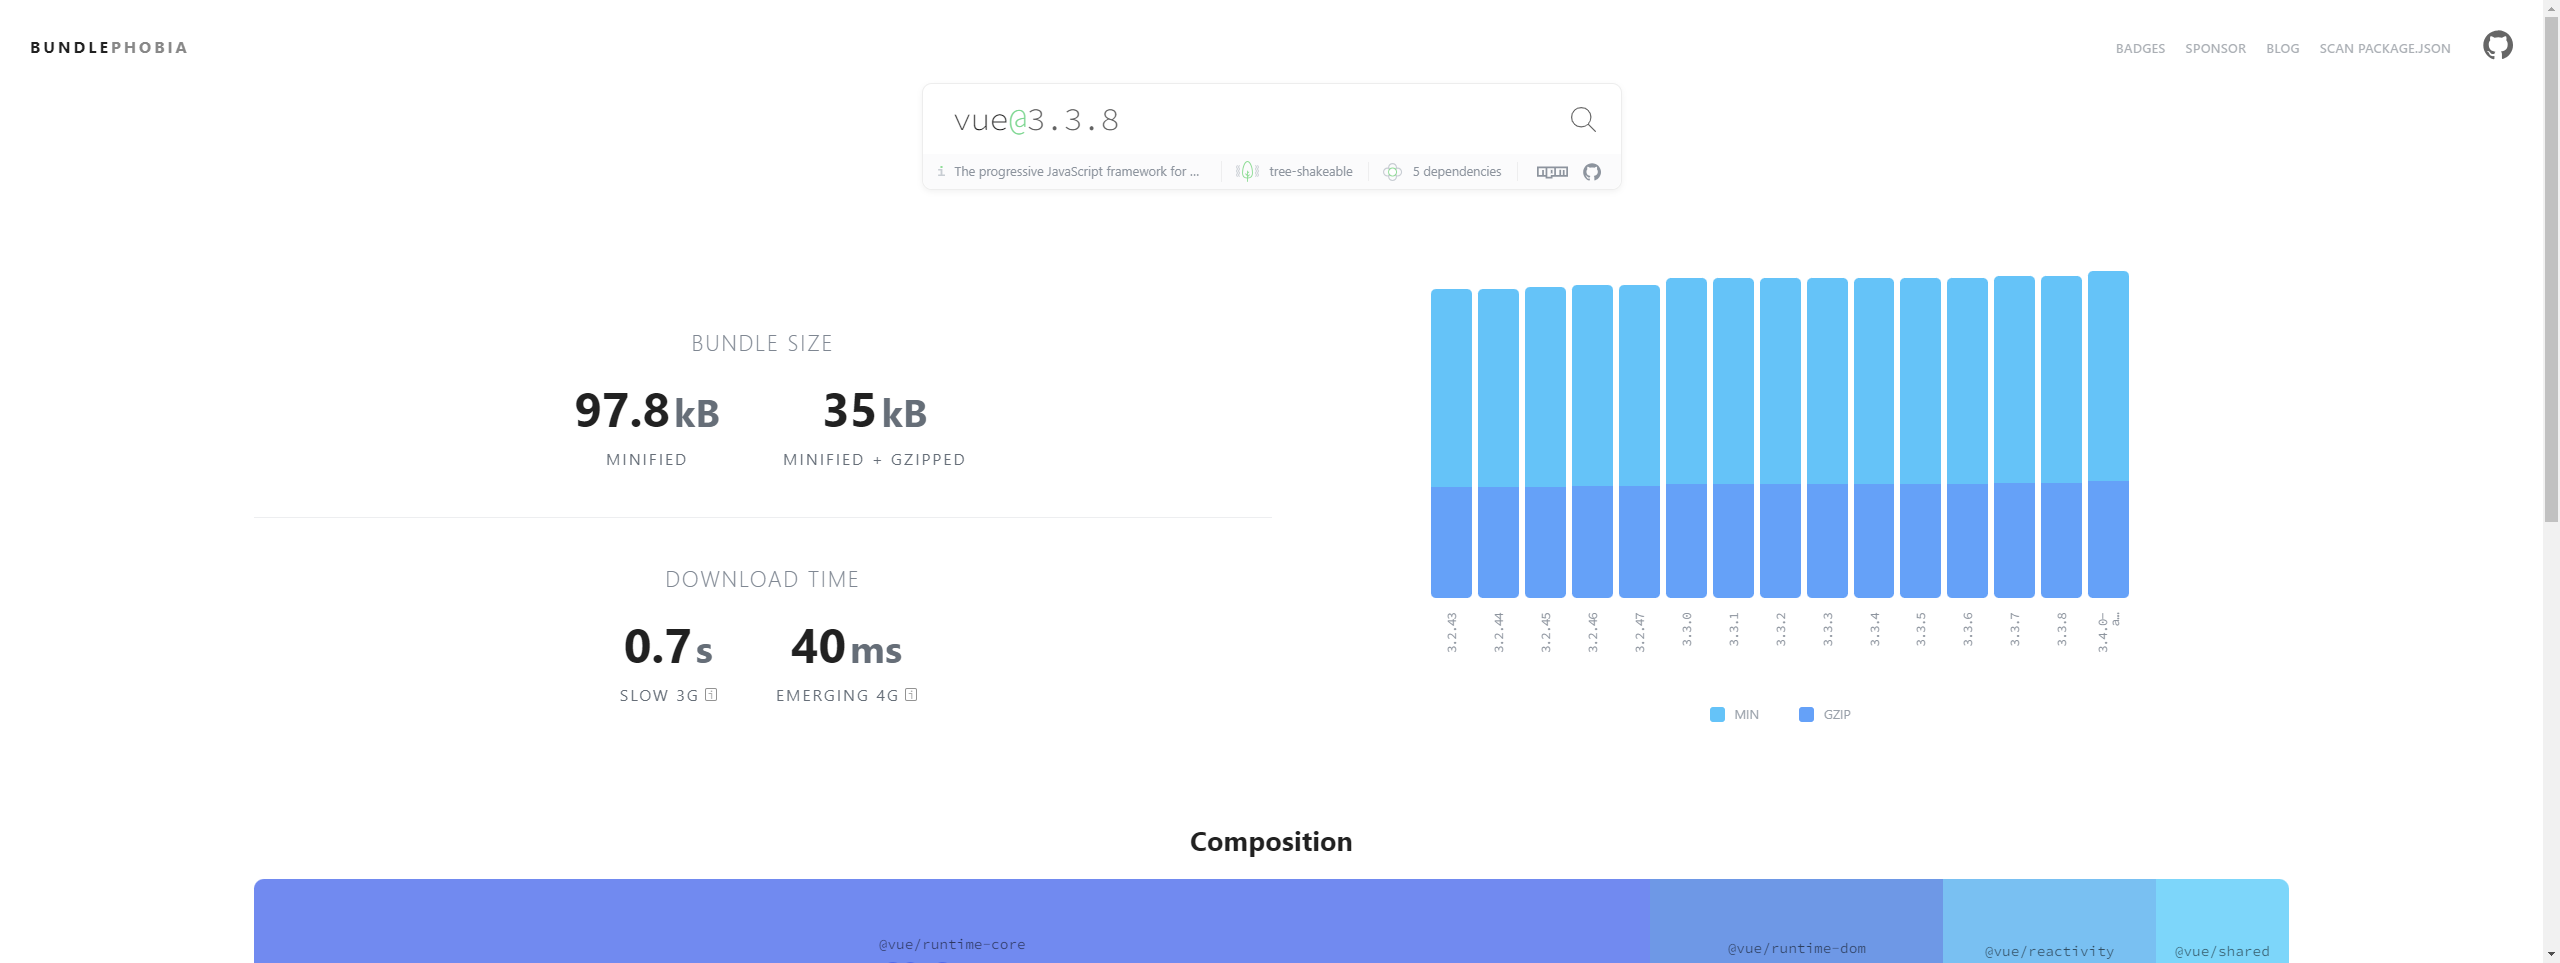 BUNDLEPHOBIA
BADGES SPONSOR BLOG SCAN PACKAGE.JSON
vue@3.3.8
i The progressive JavaScript framework for ... tree-shakeable 5 dependencies npm
BUNDLE SIZE
97.8 kB 35 kB
MINIFIED MINIFIED + GZIPPED
DOWNLOAD TIME
0.7 s 40 ms
SLOW 3G i EMERGING 4G i
3.2.43 3.2.44 3.2.45 3.2.46 3.2.47 3.3.0 3.3.1 3.3.2 3.3.3 3.3.4 3.3.5 3.3.6 3.3.7 3.3.8 3.4.0-a…
MIN GZIP
Composition
@vue/runtime-core @vue/runtime-dom @vue/reactivity @vue/shared